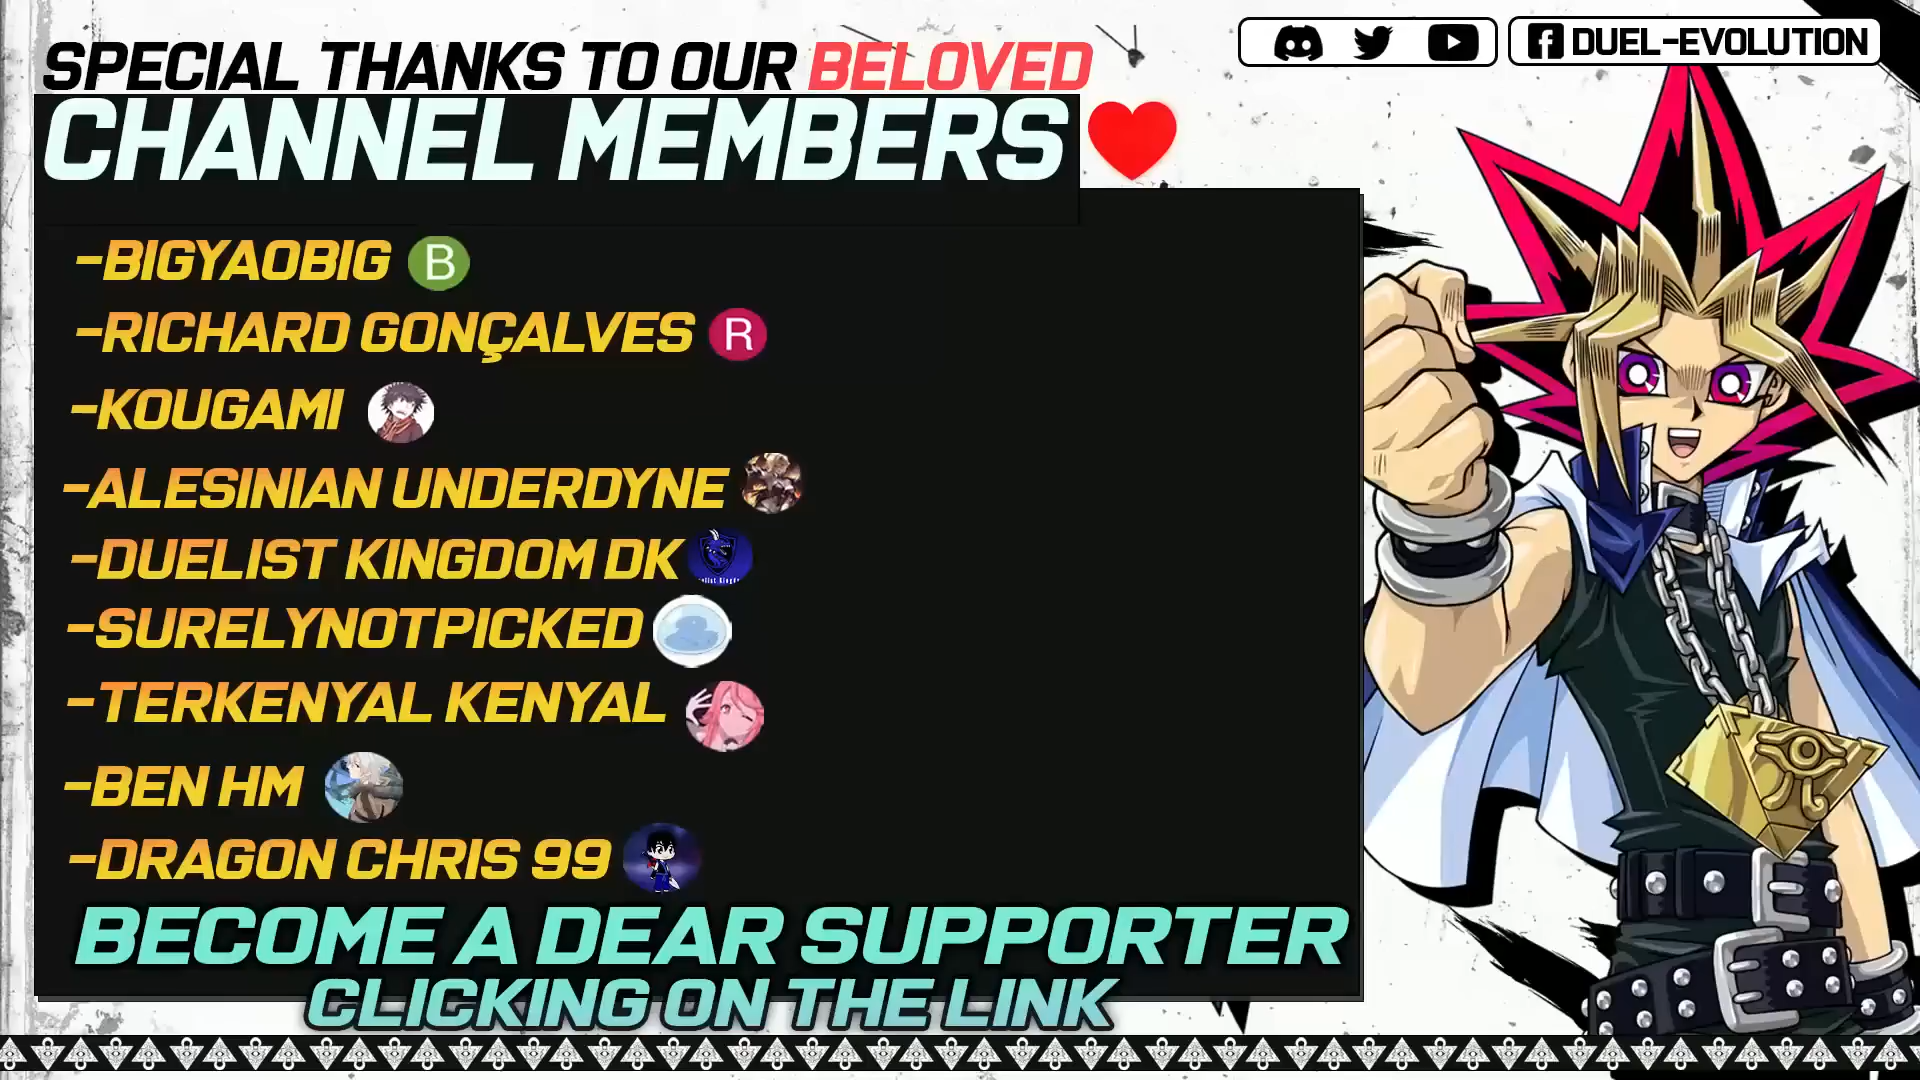 SPECIAL THANKS TO OUR BELOVED
CHANNEL MEMBERS
DUEL-EVOLUTION
-BIGYAOBIG B
-RICHARD GONÇALVES R
-KOUGAMI
-ALESINIAN UNDERDYNE
-DUELIST KINGDOM DK
-SURELYNOTPICKED
-TERKENYAL KENYAL
-BEN HM
-DRAGON CHRIS 99
BECOME A DEAR SUPPORTER
CLICKING ON THE LINK